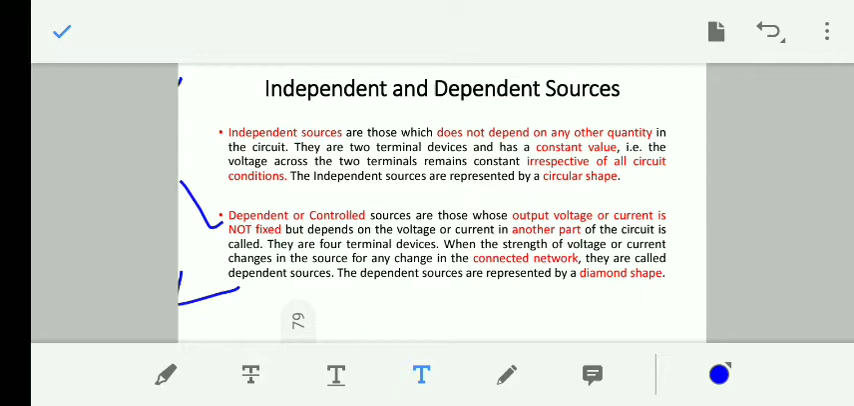 Independent and Dependent Sources
• Independent sources are those which does not depend on any other quantity in
the circuit. They are two terminal devices and has a constant value, i.e. the
voltage across the two terminals remains constant irrespective of all circuit
conditions. The Independent sources are represented by a circular shape.
• Dependent or Controlled sources are those whose output voltage or current is
NOT fixed but depends on the voltage or current in another part of the circuit is
called. They are four terminal devices. When the strength of voltage or current
changes in the source for any change in the connected network, they are called
dependent sources. The dependent sources are represented by a diamond shape.
79
T
T
T